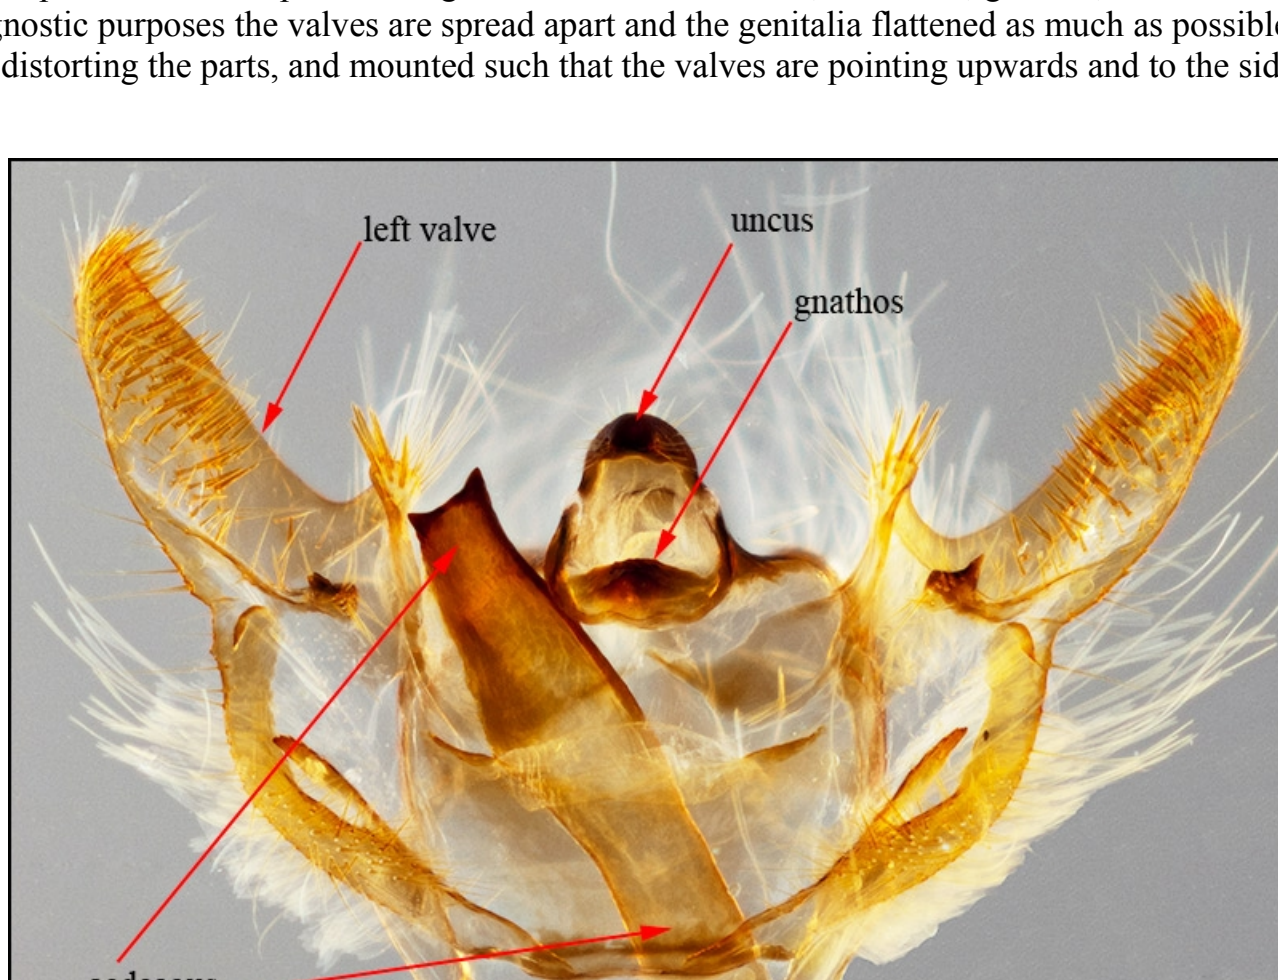 gnostic purposes the valves are spread apart and the genitalia flattened as much as possible
distorting the parts, and mounted such that the valves are pointing upwards and to the sid
left valve
uncus
gnathos